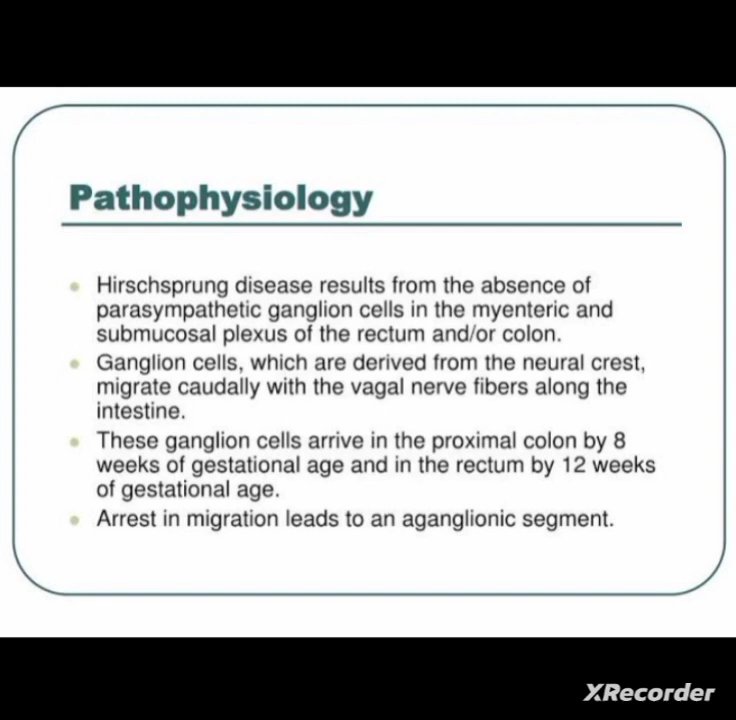 Pathophysiology
Hirschsprung disease results from the absence of
parasympathetic ganglion cells in the myenteric and
submucosal plexus of the rectum and/or colon.
Ganglion cells, which are derived from the neural crest,
migrate caudally with the vagal nerve fibers along the
intestine.
These ganglion cells arrive in the proximal colon by 8
weeks of gestational age and in the rectum by 12 weeks
of gestational age.
Arrest in migration leads to an aganglionic segment.
XRecorder